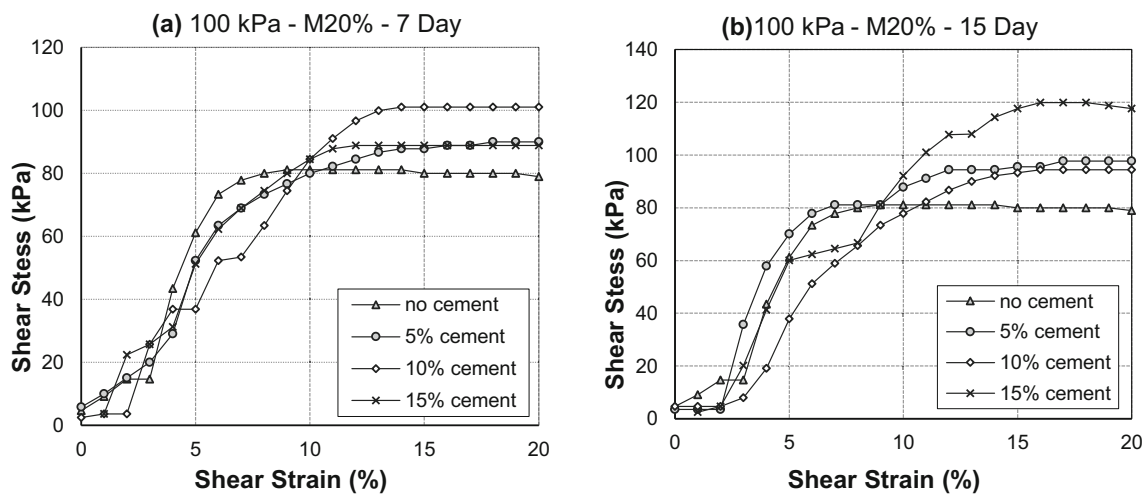 (a) 100 kPa - M20% - 7 Day
120
100
80
60
40
20
0
0 5 10 15 20
Shear Stess (kPa)
Shear Strain (%)
no cement
5% cement
10% cement
15% cement
(b)100 kPa - M20% - 15 Day
120
100
80
60
40
20
0
0 5 10 15 20
Shear Stess (kPa)
Shear Strain (%)
no cement
5% cement
10% cement
15% cement